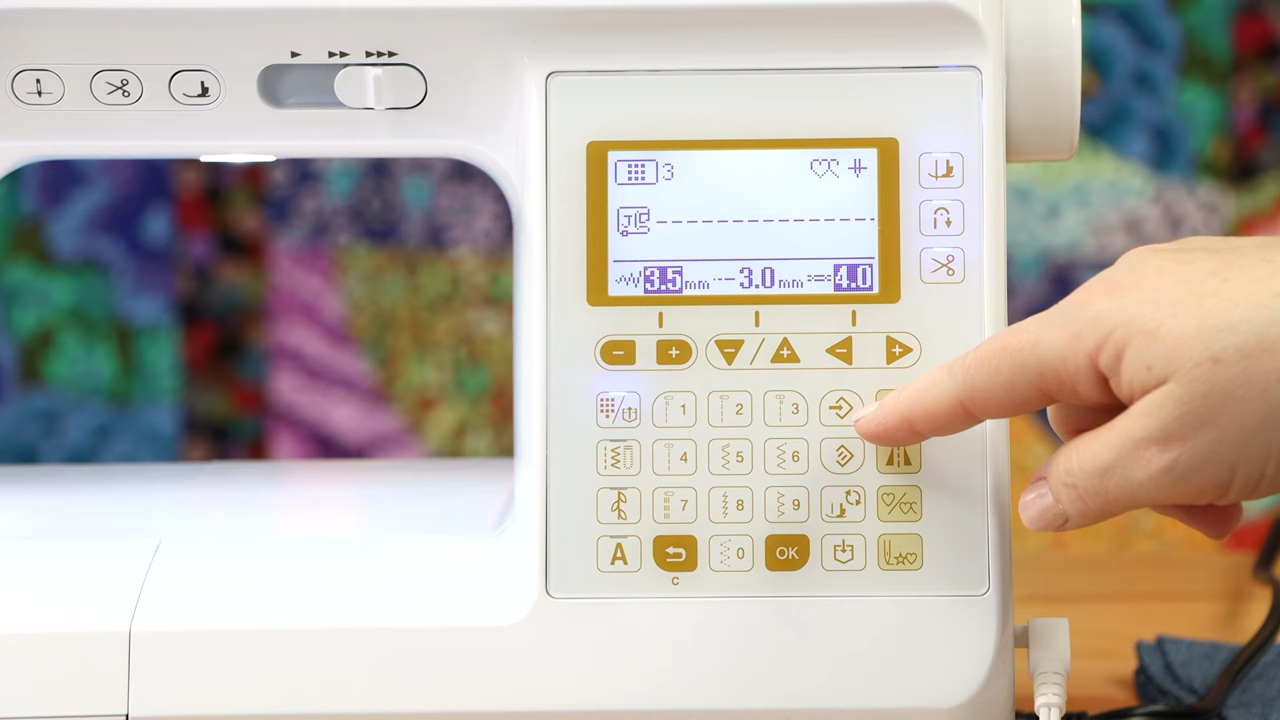 3
J
3.5 mm 3.0 mm 4.0
- + - / + - +
/ 1 2 3
4 5 6
7 8 9
A 0 OK
C